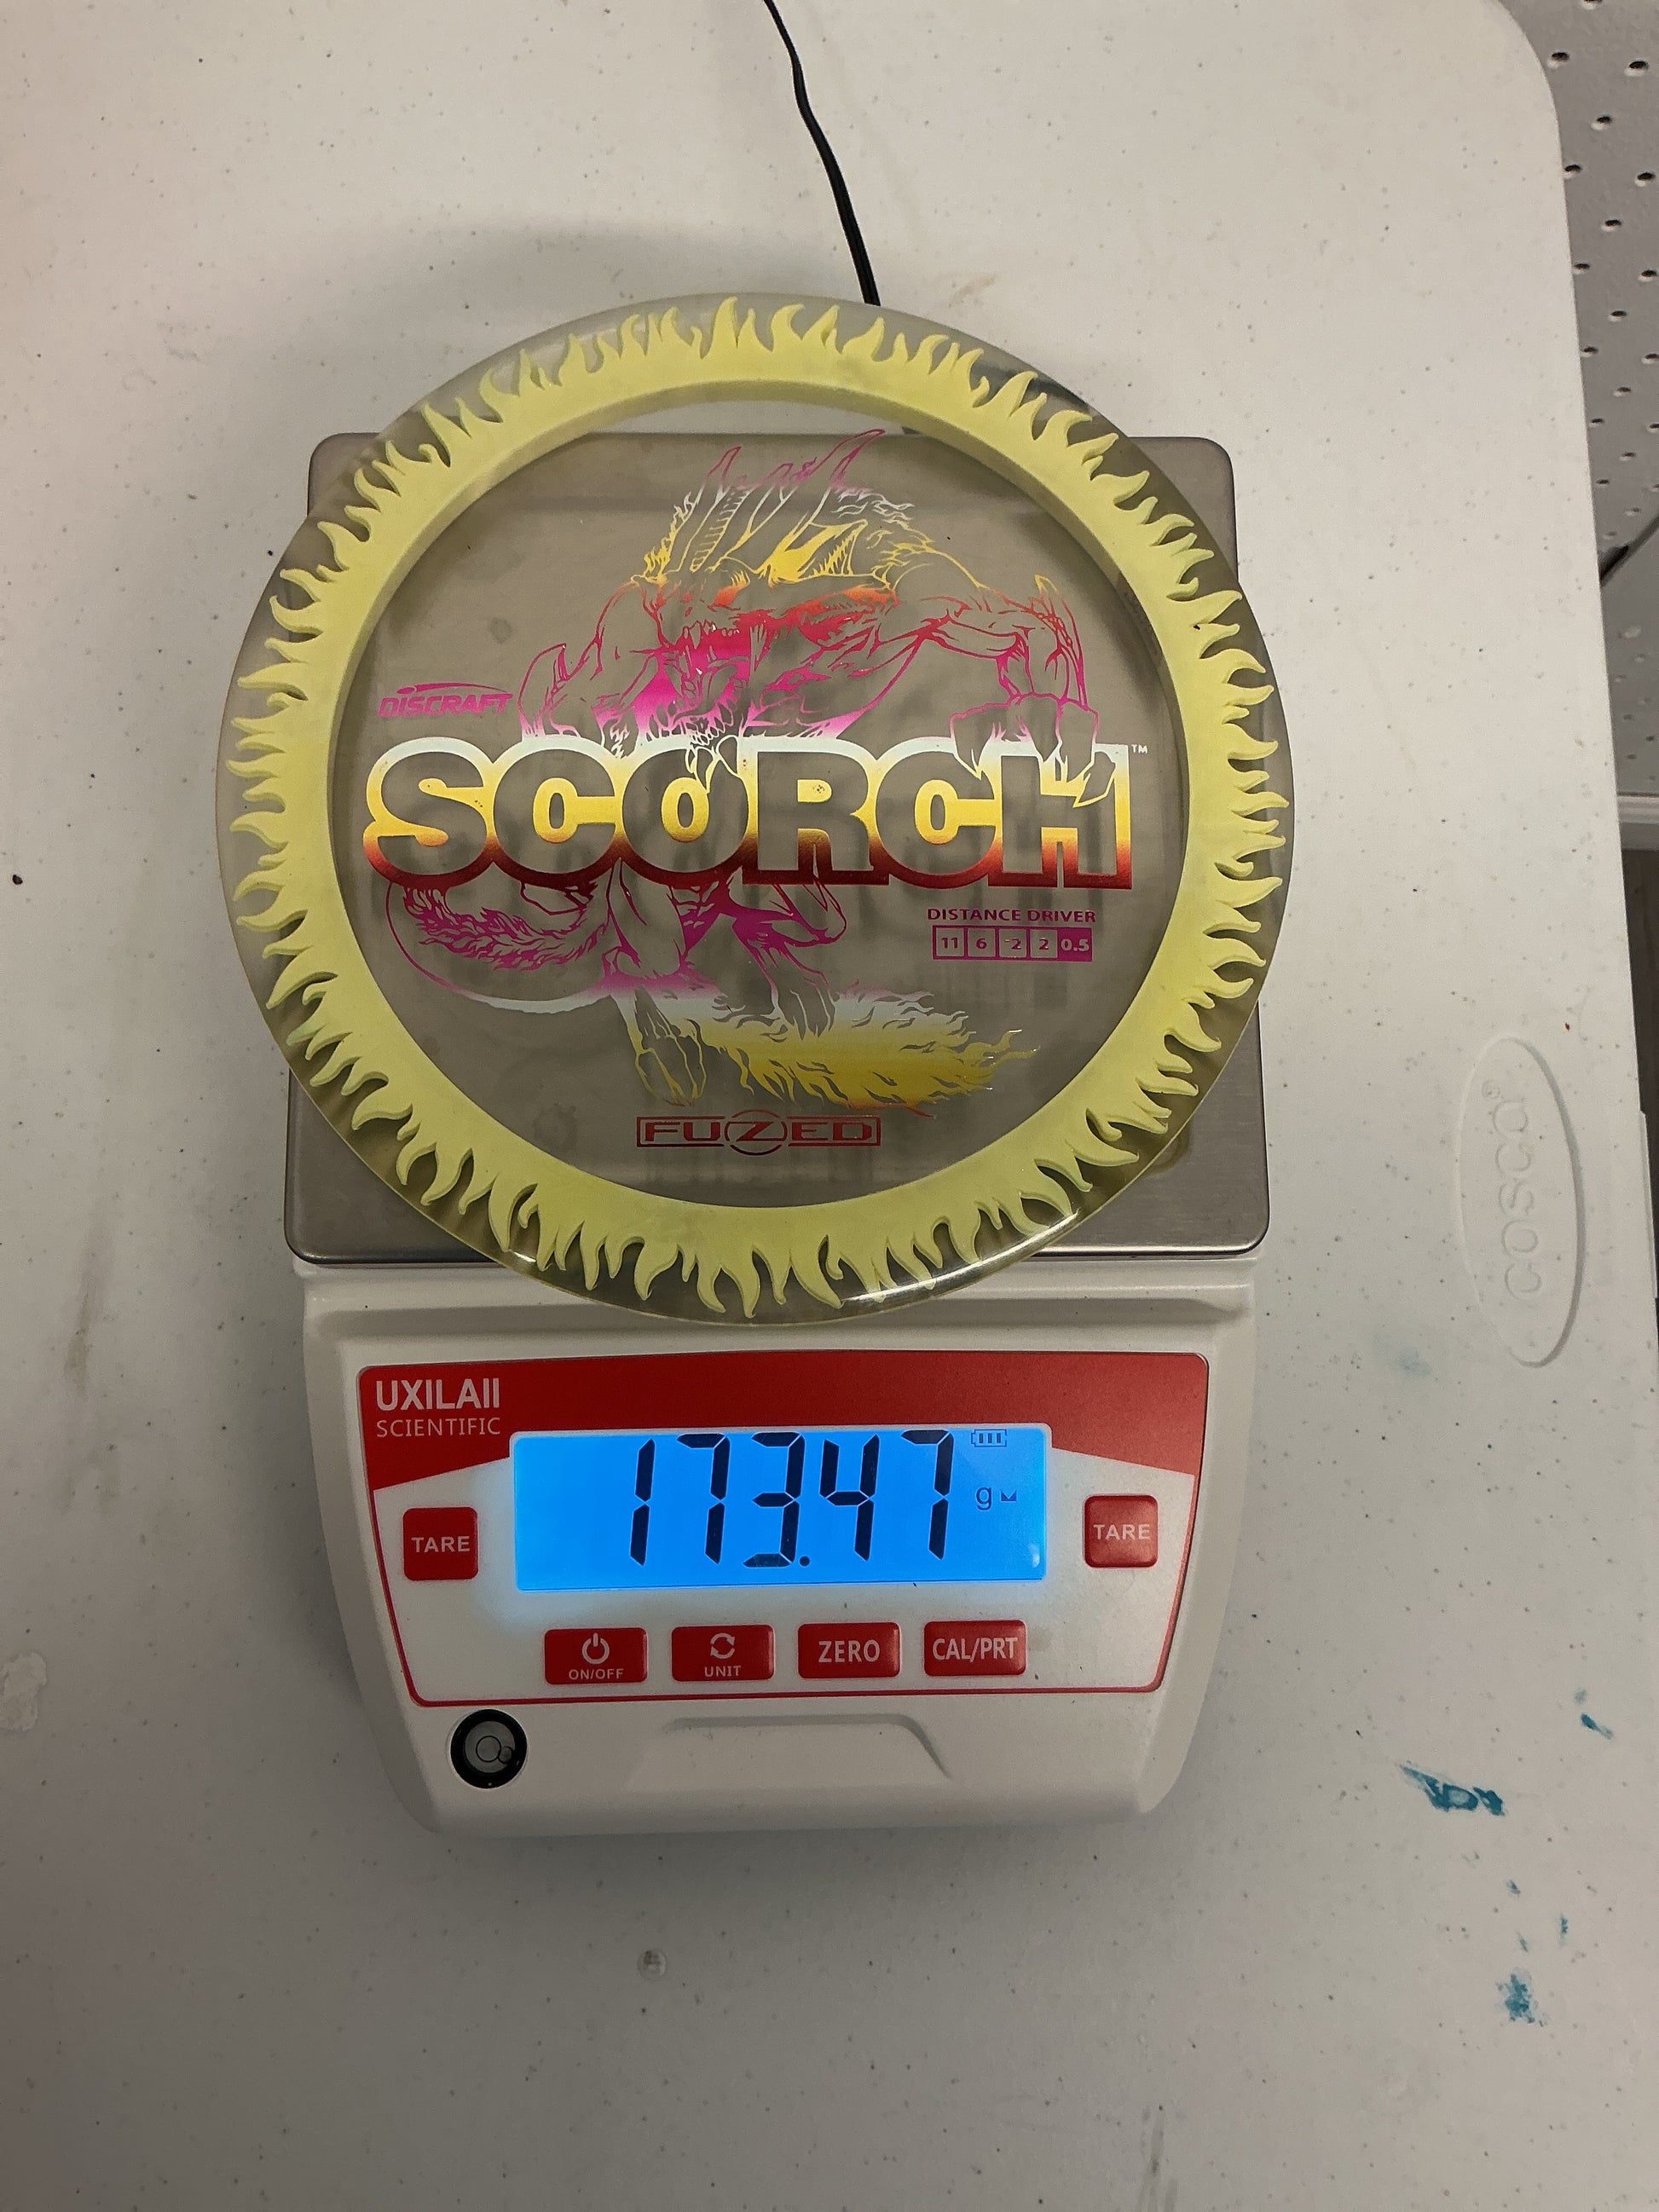 DISCRAFT
SCORCH™
DISTANCE DRIVER
11 6 -2 2 0.5
FUZED
COSCO®
UXILAII
SCIENTIFIC
173.47 g
TARE
TARE
ON/OFF
UNIT
ZERO
CAL/PRT